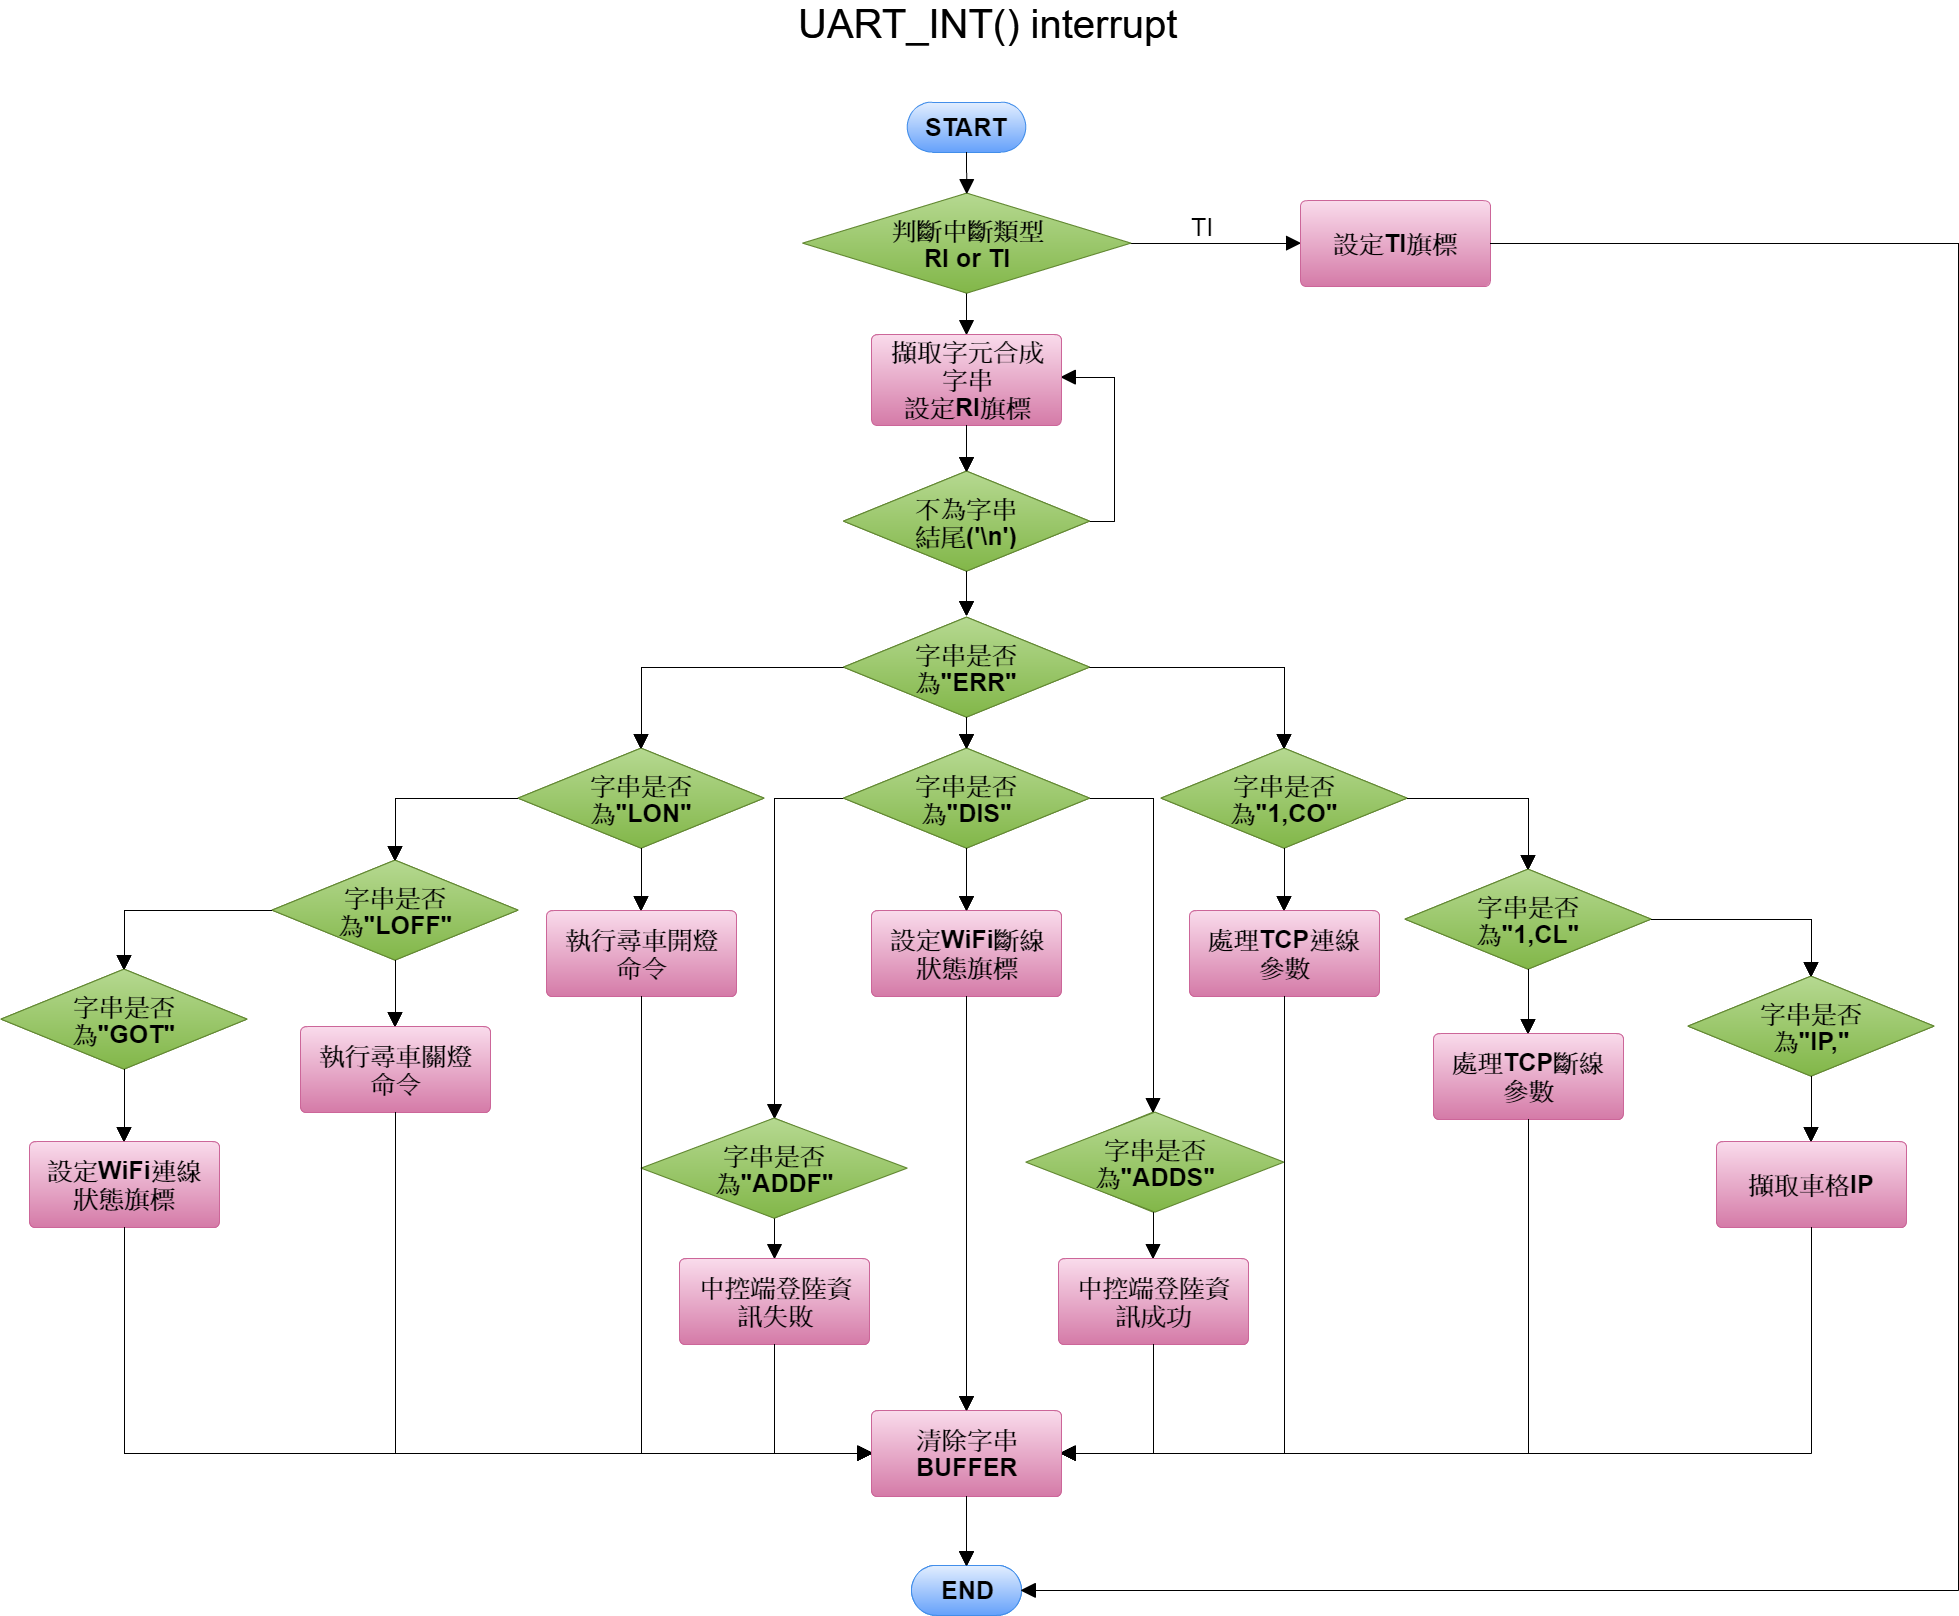 UART_INT() interrupt
START
判斷中斷類型
RI or TI
TI
設定TI旗標
擷取字元合成
字串
設定RI旗標
不為字串
結尾('\n')
字串是否
為"ERR"
字串是否
為"LON"
字串是否
為"DIS"
字串是否
為"1,CO"
字串是否
為"LOFF"
字串是否
為"1,CL"
執行尋車開燈
命令
設定WiFi斷線
狀態旗標
處理TCP連線
參數
字串是否
為"GOT"
字串是否
為"IP,"
執行尋車關燈
命令
處理TCP斷線
參數
設定WiFi連線
狀態旗標
字串是否
為"ADDF"
字串是否
為"ADDS"
擷取車格IP
中控端登陸資
訊失敗
中控端登陸資
訊成功
清除字串
BUFFER
END